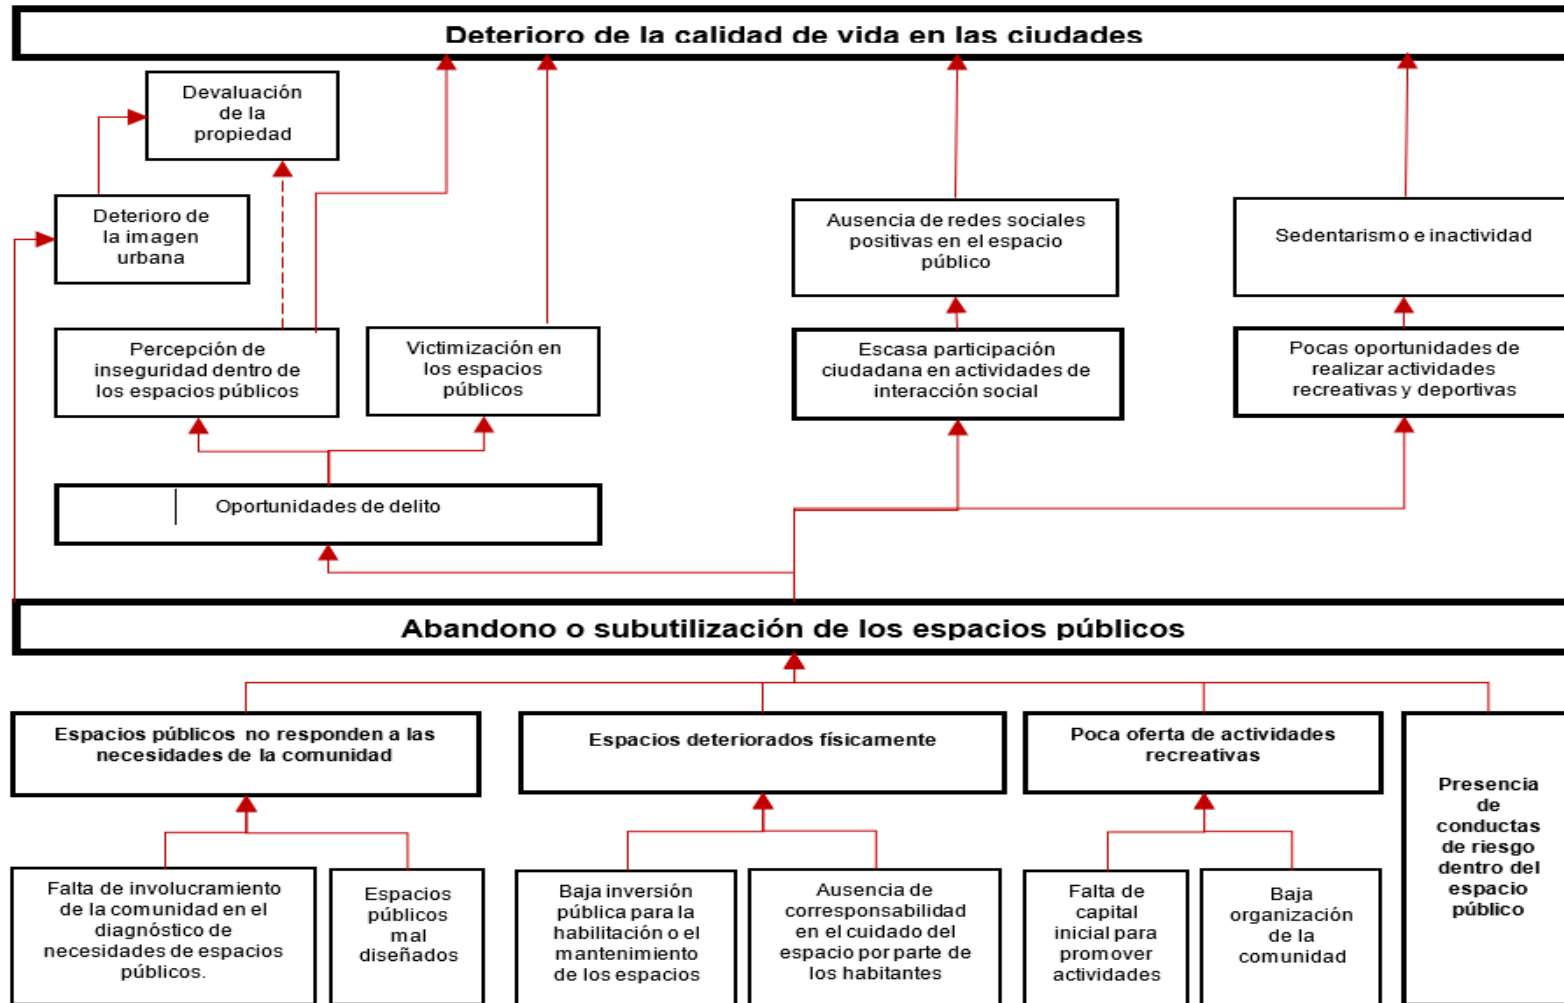 Deterioro de la calidad de vida en las ciudades
Devaluación
de la
propiedad
Deterioro de
la imagen
urbana
Ausencia de redes sociales
positivas en el espacio
público
Sedentarismo e inactividad
Percepción de
inseguridad dentro de
los espacios públicos
Victimización en
los espacios
públicos
Escasa participación
ciudadana en actividades de
interacción social
Pocas oportunidades de
realizar actividades
recreativas y deportivas
Oportunidades de delito
Abandono o subutilización de los espacios públicos
Espacios públicos no responden a las
necesidades de la comunidad
Espacios deteriorados físicamente
Poca oferta de actividades
recreativas
Presencia
de
conductas
de riesgo
dentro del
espacio
público
Falta de involucramiento
de la comunidad en el
diagnóstico de
necesidades de espacios
públicos.
Espacios
públicos
mal
diseñados
Baja inversión
pública para la
habilitación o el
mantenimiento
de los espacios
Ausencia de
corresponsabilidad
en el cuidado del
espacio por parte de
los habitantes
Falta de
capital
inicial para
promover
actividades
Baja
organización
de la
comunidad